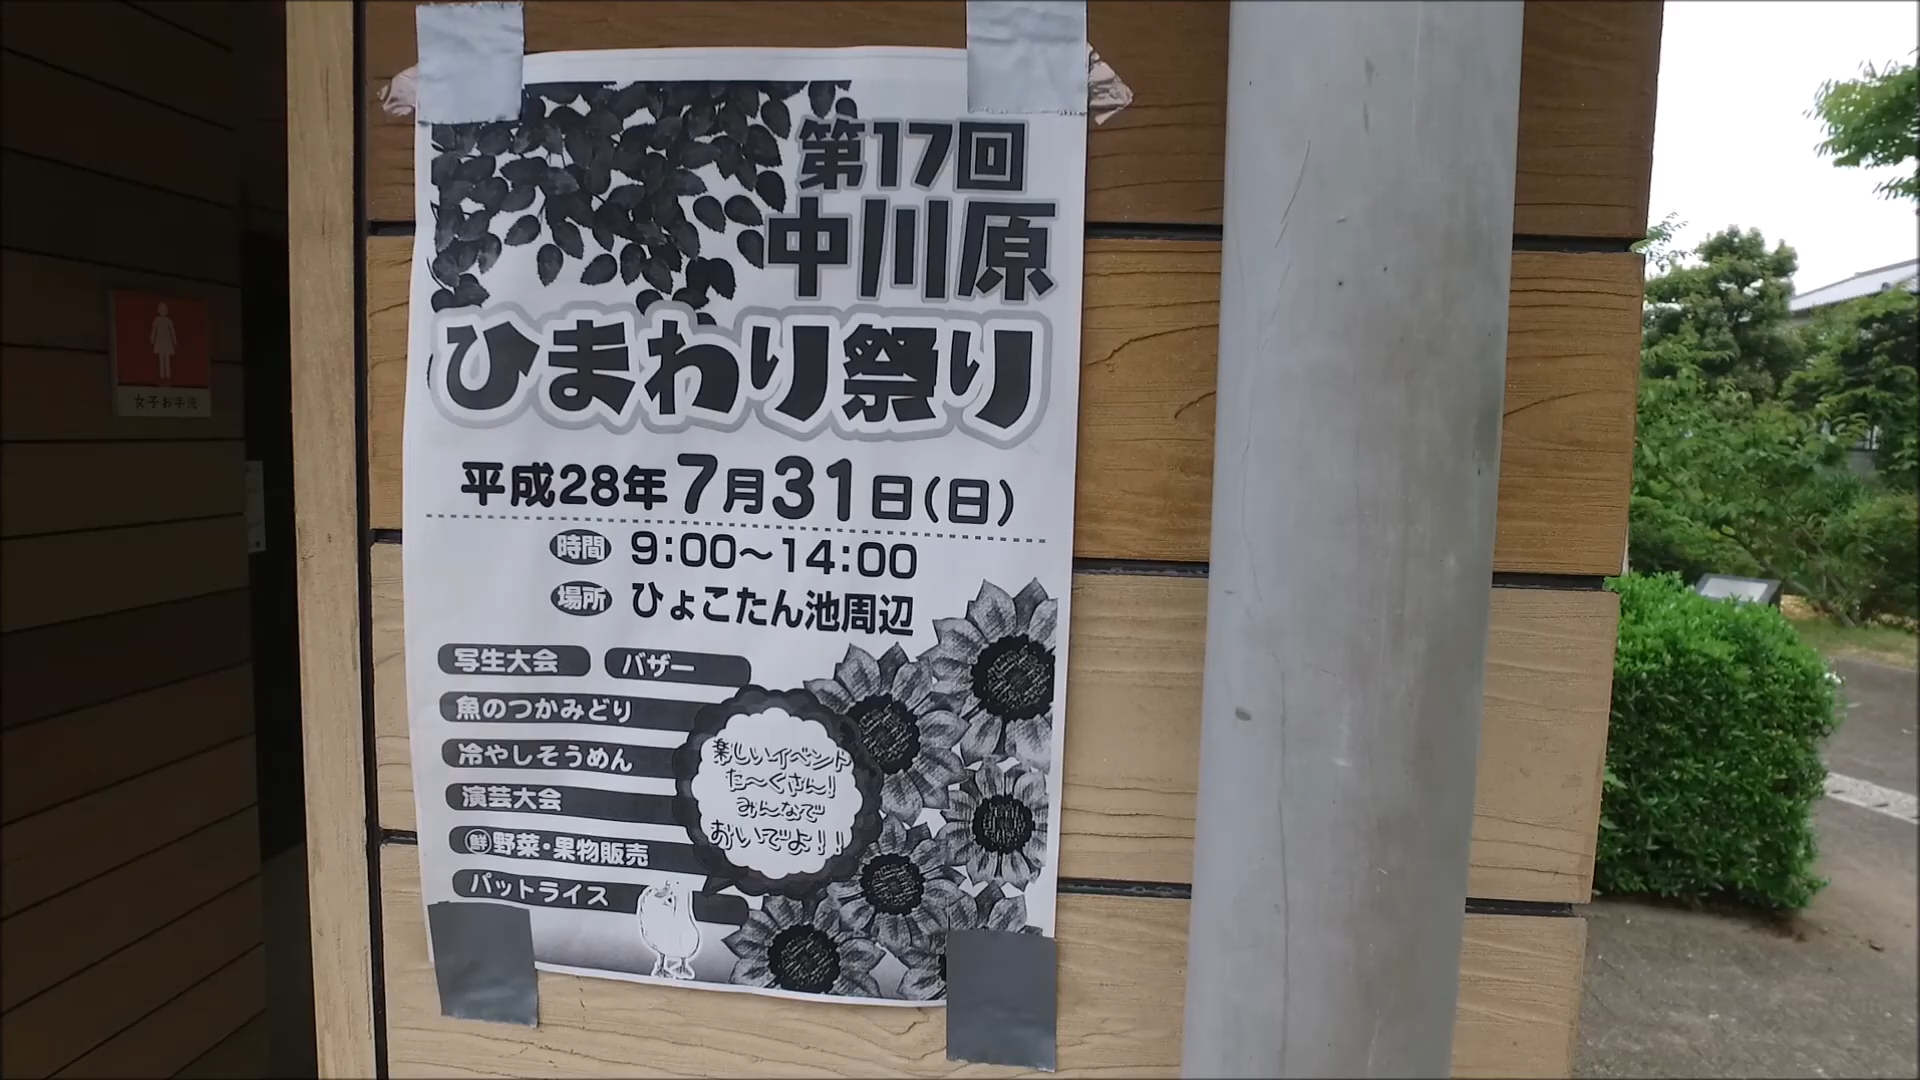 第17回
中川原
ひまわり祭り
平成28年7月31日(日)
時間 9:00〜14:00
場所 ひょこたん池周辺
写生大会 バザー
魚のつかみどり
冷やしそうめん
演芸大会
鮮野菜・果物販売
パットライス
楽しいイベント
た〜くさん!
みんなで
おいでよ!!
女子お手洗